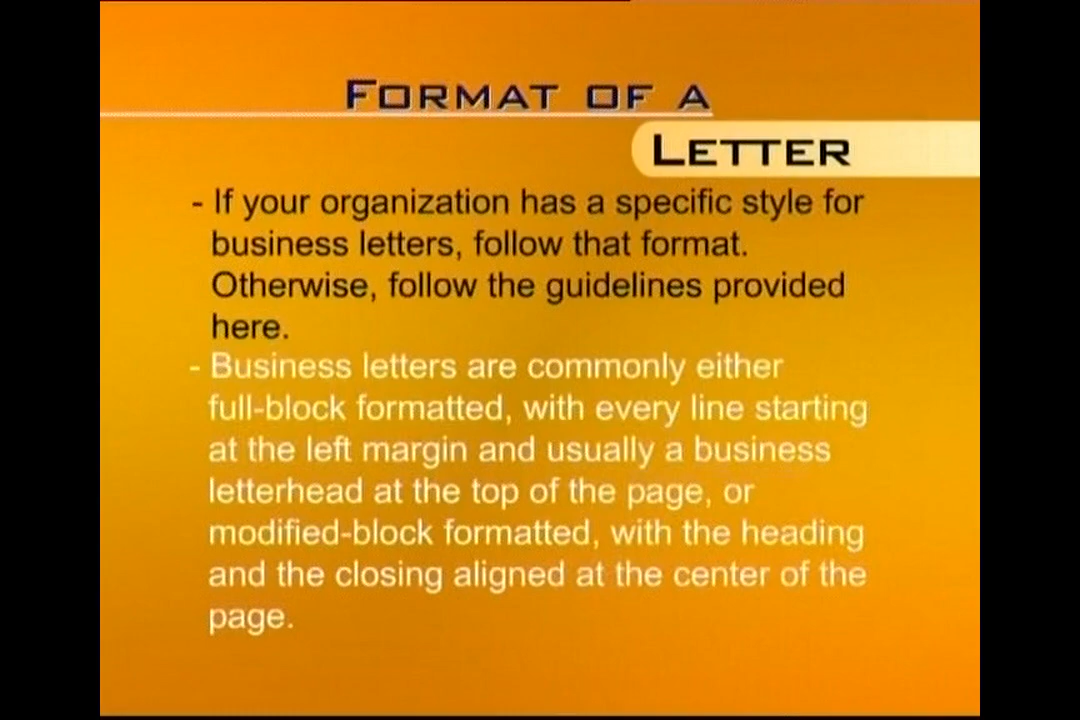 FORMAT OF A
LETTER
- If your organization has a specific style for
business letters, follow that format.
Otherwise, follow the guidelines provided
here.
- Business letters are commonly either
full-block formatted, with every line starting
at the left margin and usually a business
letterhead at the top of the page, or
modified-block formatted, with the heading
and the closing aligned at the center of the
page.